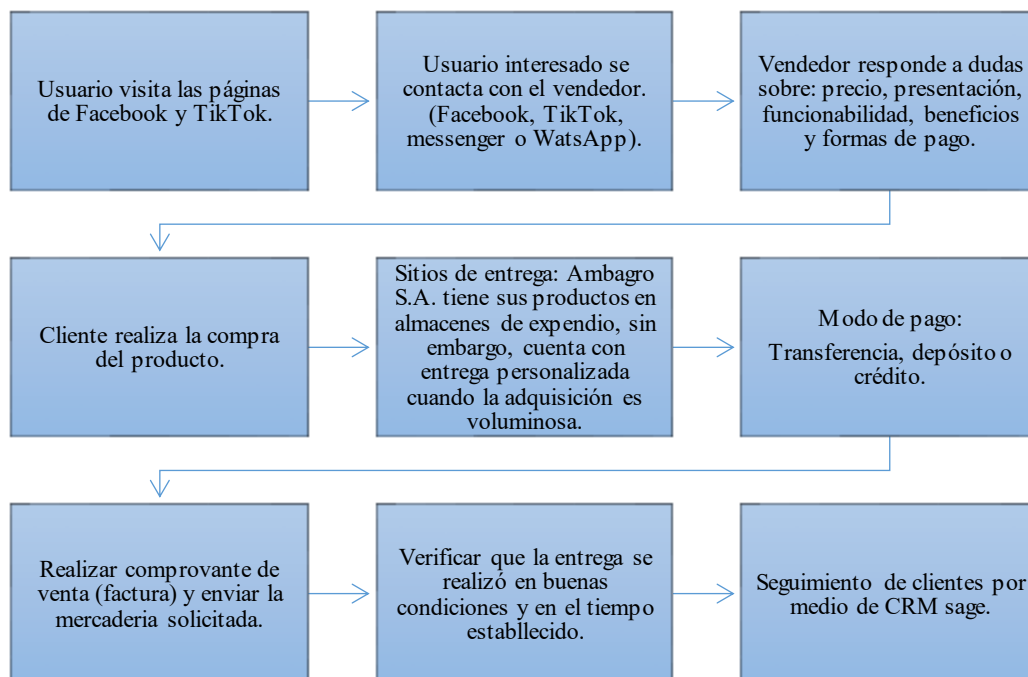 Usuario visita las páginas
de Facebook y TikTok.
Usuario interesado se
contacta con el vendedor.
(Facebook, TikTok,
messenger o WatsApp).
Vendedor responde a dudas
sobre: precio, presentación,
funcionabilidad, beneficios
y formas de pago.
Cliente realiza la compra
del producto.
Sitios de entrega: Ambagro
S.A. tiene sus productos en
almacenes de expendio, sin
embargo, cuenta con
entrega personalizada
cuando la adquisición es
voluminosa.
Modo de pago:
Transferencia, depósito o
crédito.
Realizar comprovante de
venta (factura) y enviar la
mercaderia solicitada.
Verificar que la entrega se
realizó en buenas
condiciones y en el tiempo
establlecido.
Seguimiento de clientes por
medio de CRM sage.